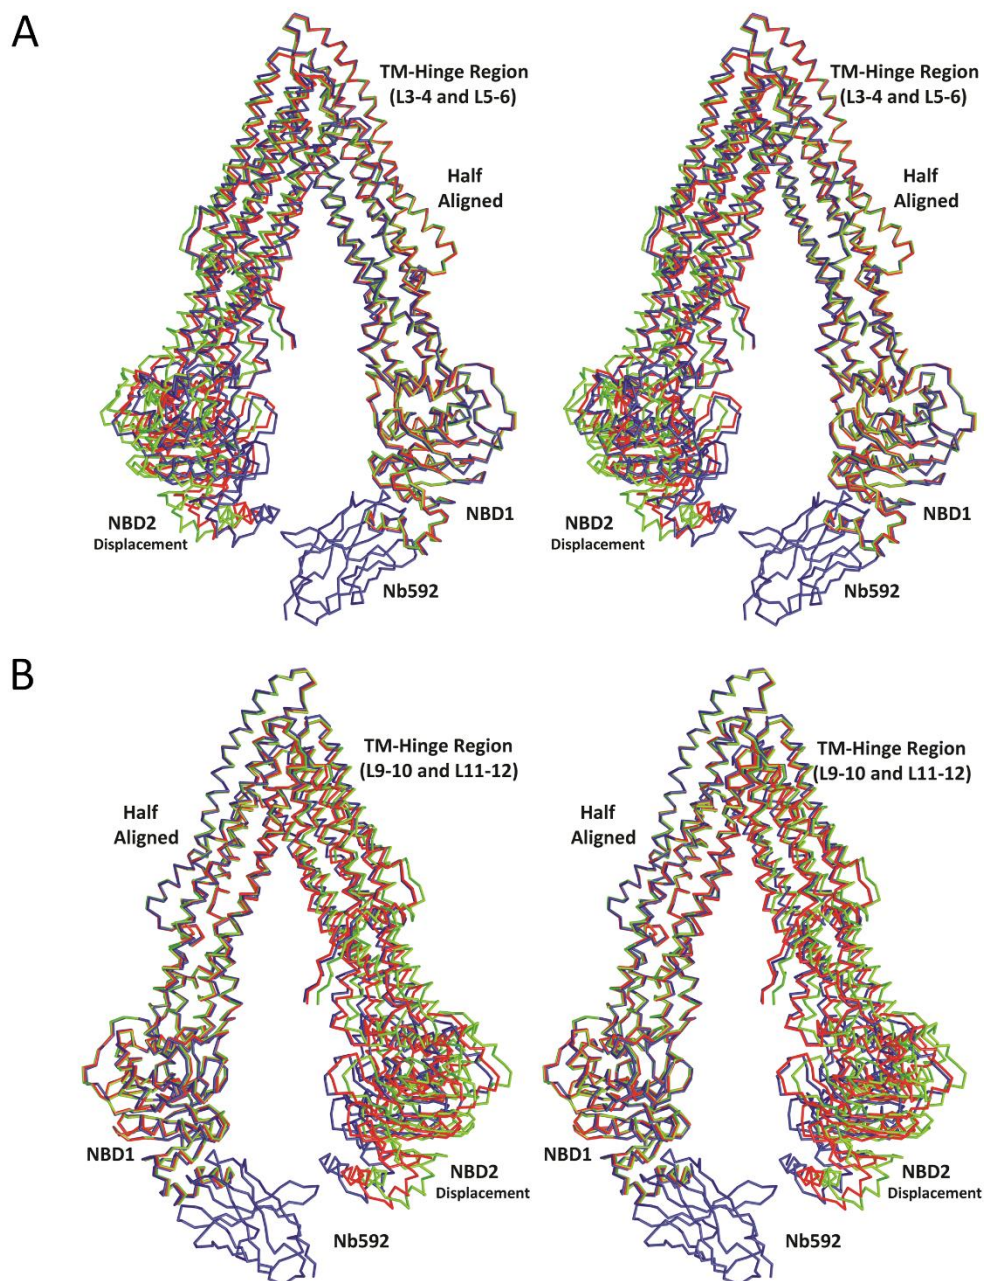 A
TM-Hinge Region
(L3-4 and L5-6)
Half
Aligned
NBD2
Displacement
NBD1
Nb592
TM-Hinge Region
(L3-4 and L5-6)
Half
Aligned
NBD2
Displacement
NBD1
Nb592
B
TM-Hinge Region
(L9-10 and L11-12)
Half
Aligned
NBD1
NBD2
Displacement
Nb592
TM-Hinge Region
(L9-10 and L11-12)
Half
Aligned
NBD1
NBD2
Displacement
Nb592